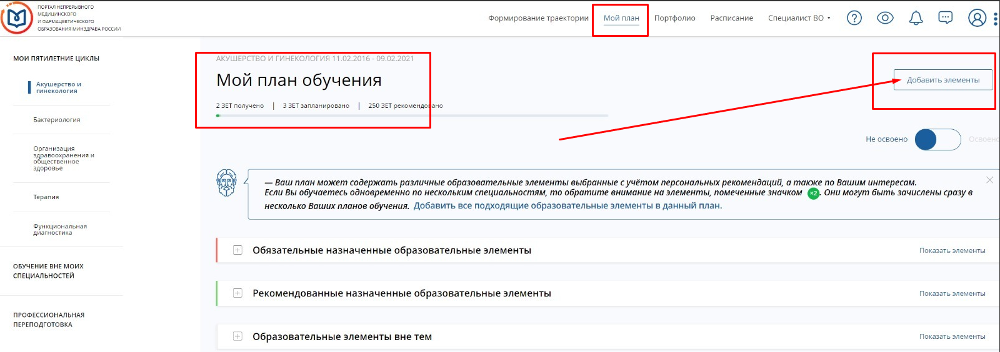 ПОРТАЛ НЕПРЕРЫВНОГО
МЕДИЦИНСКОГО
И ФАРМАЦЕВТИЧЕСКОГО
ОБРАЗОВАНИЯ МИНЗДРАВА РОССИИ
Формирование траектории
Мой план
Портфолио
Расписание
Специалист ВО
МОИ ПЯТИЛЕТНИЕ ЦИКЛЫ
Акушерство и
гинекология
Бактериология
Организация
здравоохранения и
общественное
здоровье
Терапия
Функциональная
диагностика
ОБУЧЕНИЕ ВНЕ МОИХ
СПЕЦИАЛЬНОСТЕЙ
ПРОФЕССИОНАЛЬНАЯ
ПЕРЕПОДГОТОВКА
АКУШЕРСТВО И ГИНЕКОЛОГИЯ 11.02.2016 - 09.02.2021
Мой план обучения
Добавить элементы
2 ЗЕТ получено | 3 ЗЕТ запланировано | 250 ЗЕТ рекомендовано
Не освоено
Освоено
— Ваш план может содержать различные образовательные элементы выбранные с учётом персональных рекомендаций, а также по Вашим интересам.
Если Вы обучаетесь одновременно по нескольким специальностям, то обратите внимание на элементы, помеченные значком ×2. Они могут быть зачислены сразу в
несколько Ваших планов обучения. Добавить все подходящие образовательные элементы в данный план.
Обязательные назначенные образовательные элементы
Показать элементы
Рекомендованные назначенные образовательные элементы
Показать элементы
Образовательные элементы вне тем
Показать элементы